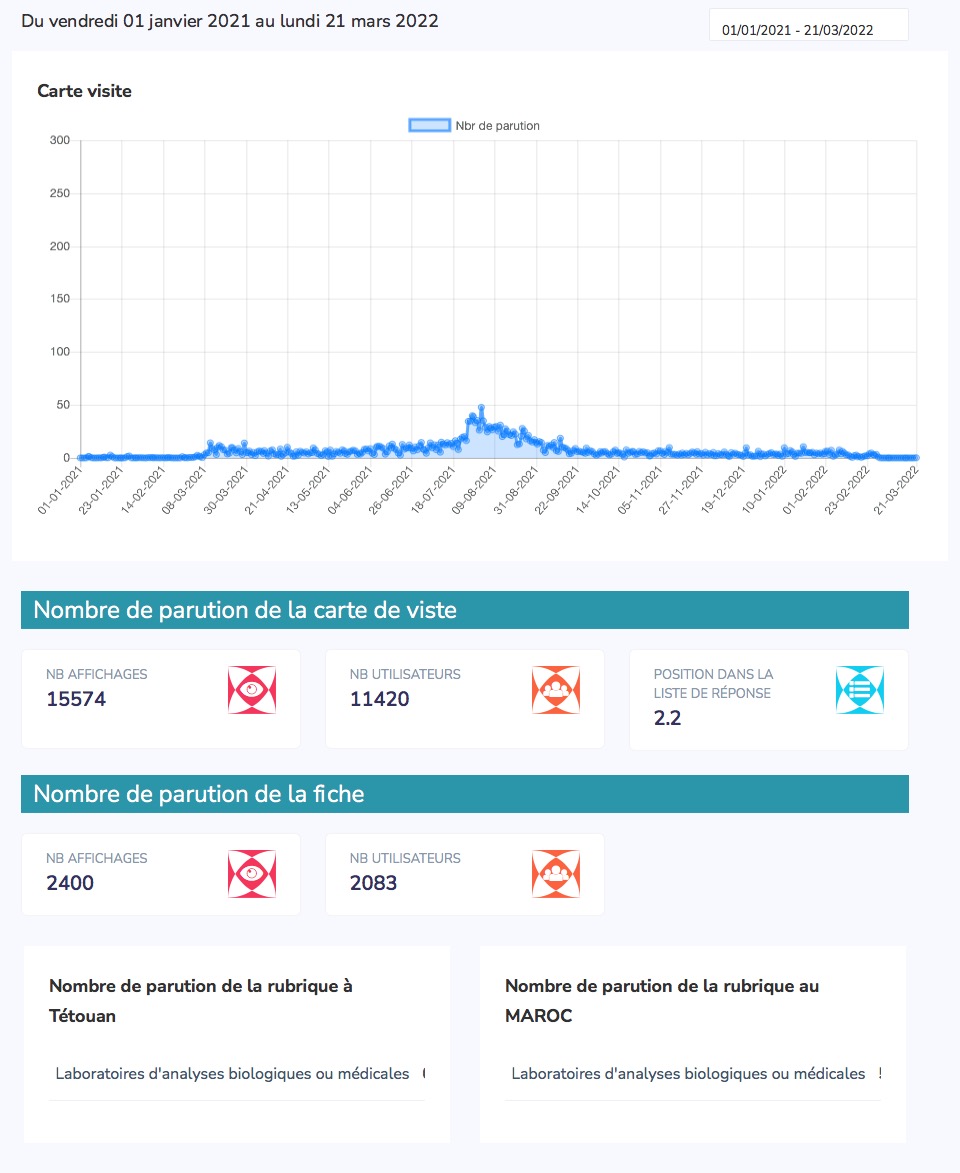 Du vendredi 01 janvier 2021 au lundi 21 mars 2022
01/01/2021 - 21/03/2022
Carte visite
Nbr de parution
300
250
200
150
100
50
0
01-01-2021
23-01-2021
14-02-2021
08-03-2021
30-03-2021
21-04-2021
13-05-2021
04-06-2021
26-06-2021
18-07-2021
09-08-2021
31-08-2021
22-09-2021
14-10-2021
05-11-2021
27-11-2021
19-12-2021
10-01-2022
01-02-2022
23-02-2022
21-03-2022
Nombre de parution de la carte de viste
NB AFFICHAGES
15574
NB UTILISATEURS
11420
POSITION DANS LA
LISTE DE RÉPONSE
2.2
Nombre de parution de la fiche
NB AFFICHAGES
2400
NB UTILISATEURS
2083
Nombre de parution de la rubrique à
Tétouan
Laboratoires d'analyses biologiques ou médicales
Nombre de parution de la rubrique au
MAROC
Laboratoires d'analyses biologiques ou médicales